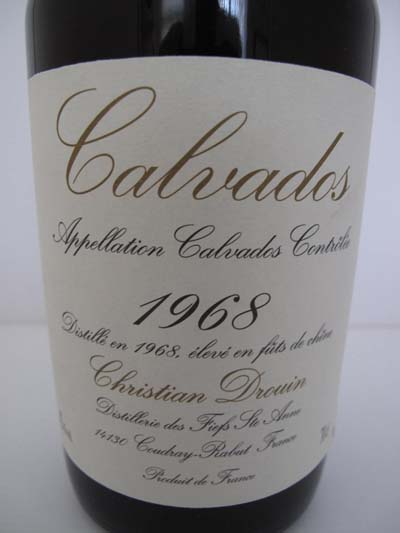 Calvados
Appellation Calvados Contrôlée
1968
Distillé en 1968, élevé en fûts de chêne
Christian Drouin
Distillerie des Fiefs Ste Anne
14130 Coudray-Rabut France
Produit de France